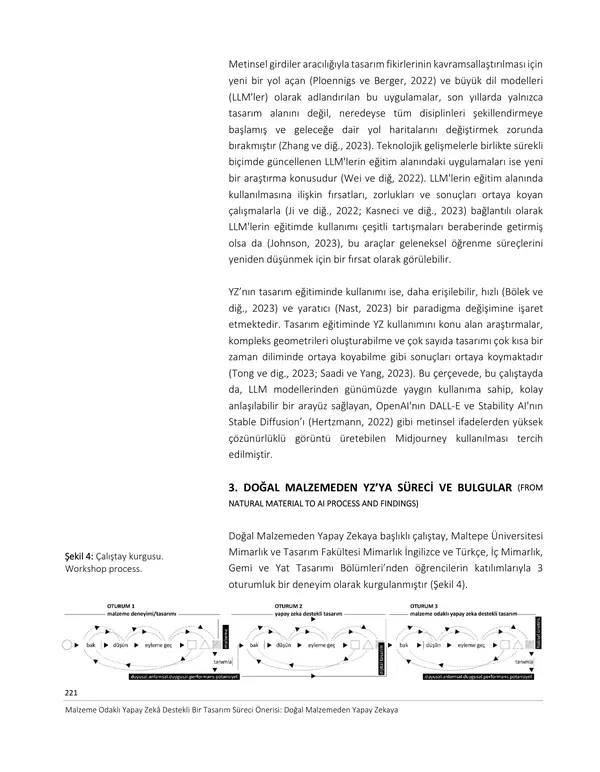 Metinsel girdiler aracılığıyla tasarım fikirlerinin kavramsallaştırılması için
yeni bir yol açan (Ploennigs ve Berger, 2022) ve büyük dil modelleri
(LLM'ler) olarak adlandırılan bu uygulamalar, son yıllarda yalnızca
tasarım alanını değil, neredeyse tüm disiplinleri şekillendirmeye
başlamış ve geleceğe dair yol haritalarını değiştirmek zorunda
bırakmıştır (Zhang ve diğ., 2023). Teknolojik gelişmelerle birlikte sürekli
biçimde güncellenen LLM'lerin eğitim alanındaki uygulamaları ise yeni
bir araştırma konusudur (Wei ve diğ, 2022). LLM'lerin eğitim alanında
kullanılmasına ilişkin fırsatları, zorlukları ve sonuçları ortaya koyan
çalışmalarla (Ji ve diğ., 2022; Kasneci ve diğ., 2023) bağlantılı olarak
LLM'lerin eğitimde kullanımı çeşitli tartışmaları beraberinde getirmiş
olsa da (Johnson, 2023), bu araçlar geleneksel öğrenme süreçlerini
yeniden düşünmek için bir fırsat olarak görülebilir.
YZ'nın tasarım eğitiminde kullanımı ise, daha erişilebilir, hızlı (Bölek ve
diğ., 2023) ve yaratıcı (Nast, 2023) bir paradigma değişimine işaret
etmektedir. Tasarım eğitiminde YZ kullanımını konu alan araştırmalar,
kompleks geometrileri oluşturabilme ve çok sayıda tasarımı çok kısa bir
zaman diliminde ortaya koyabilme gibi sonuçları ortaya koymaktadır
(Tong ve dig., 2023; Saadi ve Yang, 2023). Bu çerçevede, bu çalıştayda
da, LLM modellerinden günümüzde yaygın kullanıma sahip, kolay
anlaşılabilir bir arayüz sağlayan, OpenAI'nın DALL-E ve Stability AI'nın
Stable Diffusion'ı (Hertzmann, 2022) gibi metinsel ifadelerden yüksek
çözünürlüklü görüntü üretebilen Midjourney kullanılması tercih
edilmiştir.
3. DOĞAL MALZEMEDEN YZ'YA SÜRECİ VE BULGULAR (FROM
NATURAL MATERIAL TO AI PROCESS AND FINDINGS)
Doğal Malzemeden Yapay Zekaya başlıklı çalıştay, Maltepe Üniversitesi
Mimarlık ve Tasarım Fakültesi Mimarlık İngilizce ve Türkçe, İç Mimarlık,
Gemi ve Yat Tasarımı Bölümleri'nden öğrencilerin katılımlarıyla 3
oturumluk bir deneyim olarak kurgulanmıştır (Şekil 4).
Şekil 4: Çalıştay kurgusu.
Workshop process.
OTURUM 1
malzeme deneyimi/tasarımı
bak düşün eyleme geç
tanımla
duyusal.anlamsal.duygusal.performans.potansiyel
OTURUM 2
yapay zeka destekli tasarım
bak düşün eyleme geç
OTURUM 3
malzeme odaklı yapay zeka destekli tasarım
bak düşün eyleme geç
tanımla
duyusal.anlamsal.duygusal.performans.potansiyel
221
Malzeme Odaklı Yapay Zekâ Destekli Bir Tasarım Süreci Önerisi: Doğal Malzemeden Yapay Zekaya